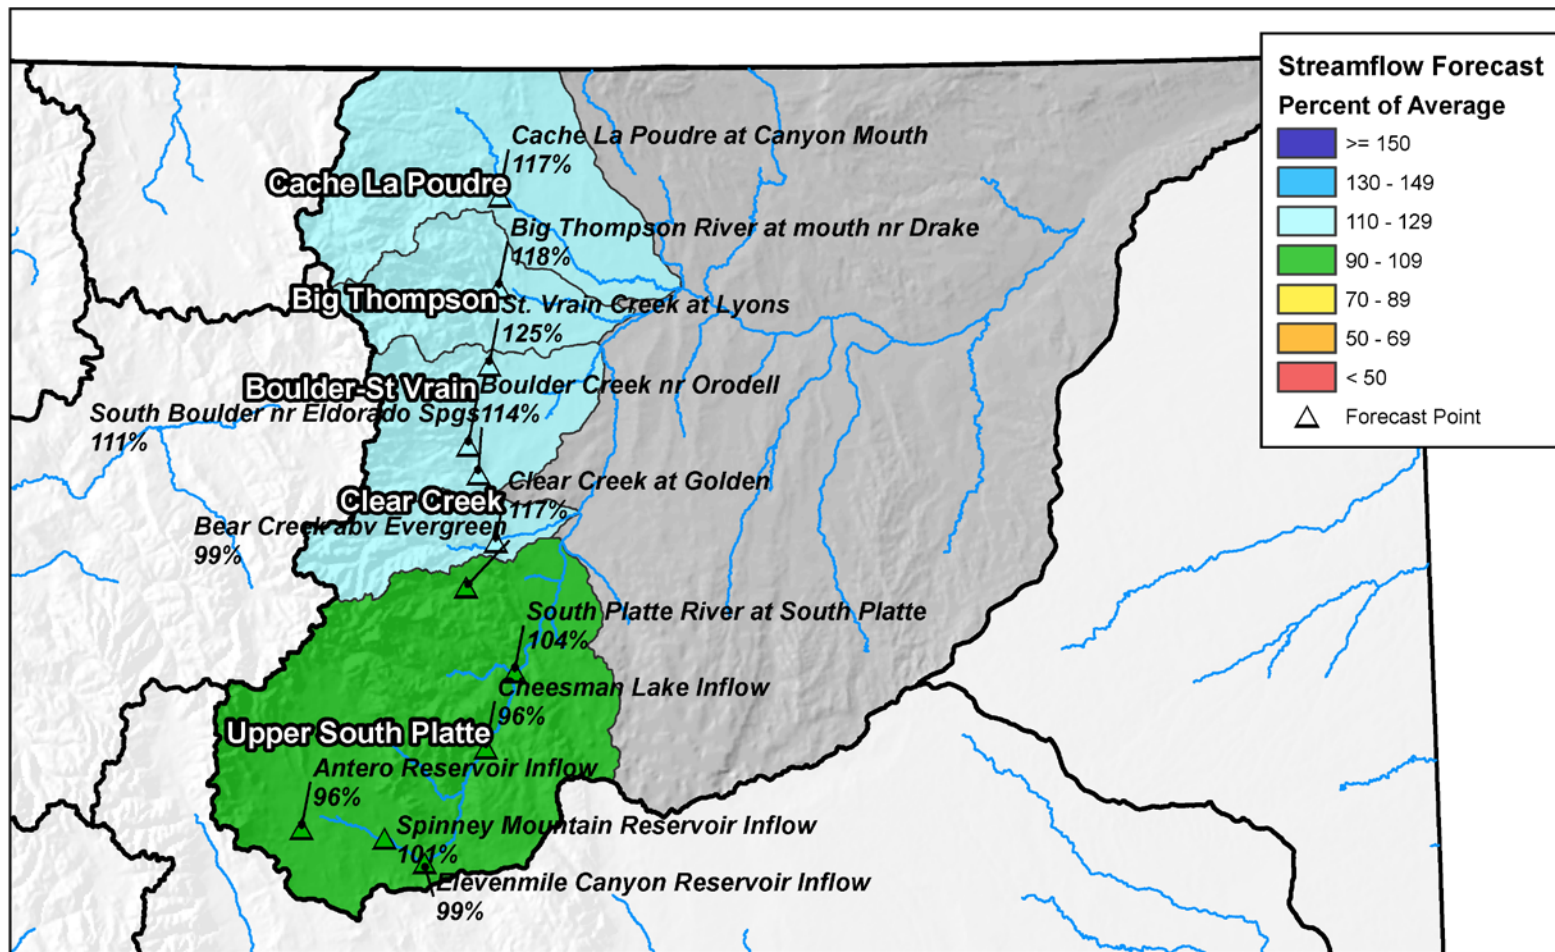 Streamflow Forecast
Percent of Average
>= 150
130 - 149
110 - 129
90 - 109
70 - 89
50 - 69
< 50
Forecast Point
Cache La Poudre at Canyon Mouth
117%
Cache La Poudre
Big Thompson River at mouth nr Drake
118%
Big Thompson
St. Vrain Creek at Lyons
125%
Boulder-St Vrain
Boulder Creek nr Orodell
114%
South Boulder nr Eldorado Spgs
111%
Clear Creek at Golden
117%
Clear Creek
Bear Creek abv Evergreen
99%
South Platte River at South Platte
104%
Cheesman Lake Inflow
96%
Upper South Platte
Antero Reservoir Inflow
96%
Spinney Mountain Reservoir Inflow
101%
Elevenmile Canyon Reservoir Inflow
99%